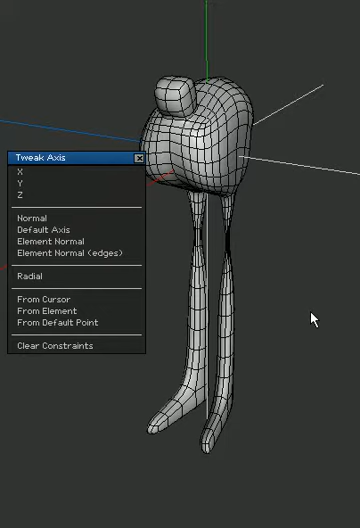 Tweak Axis
X
Y
Z
Normal
Default Axis
Element Normal
Element Normal (edges)
Radial
From Cursor
From Element
From Default Point
Clear Constraints